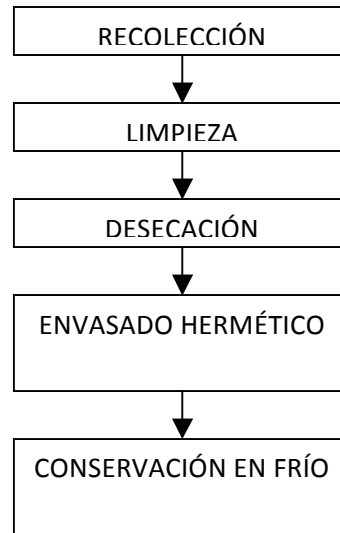 RECOLECCIÓN
LIMPIEZA
DESECACIÓN
ENVASADO HERMÉTICO
CONSERVACIÓN EN FRÍO